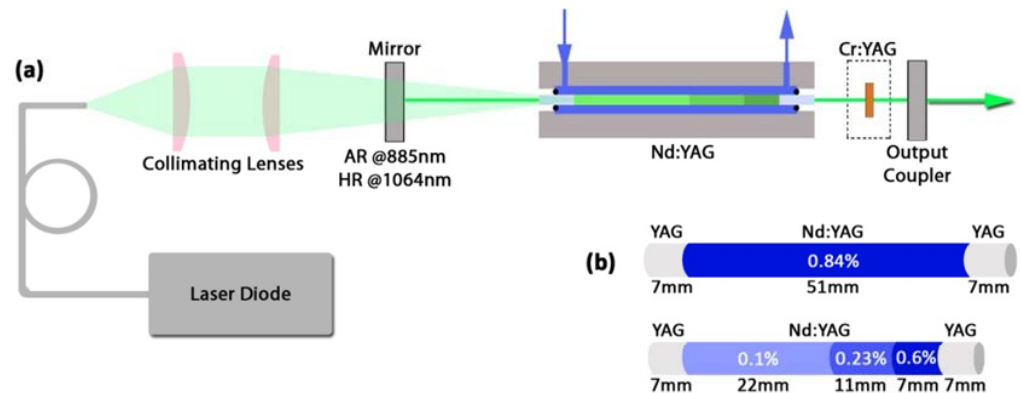 (a)
Mirror
Cr:YAG
Collimating Lenses
AR @885nm
HR @1064nm
Nd:YAG
Output
Coupler
Laser Diode
(b)
YAG Nd:YAG YAG
0.84%
7mm 51mm 7mm
YAG Nd:YAG YAG
0.1% 0.23% 0.6%
7mm 22mm 11mm 7mm 7mm